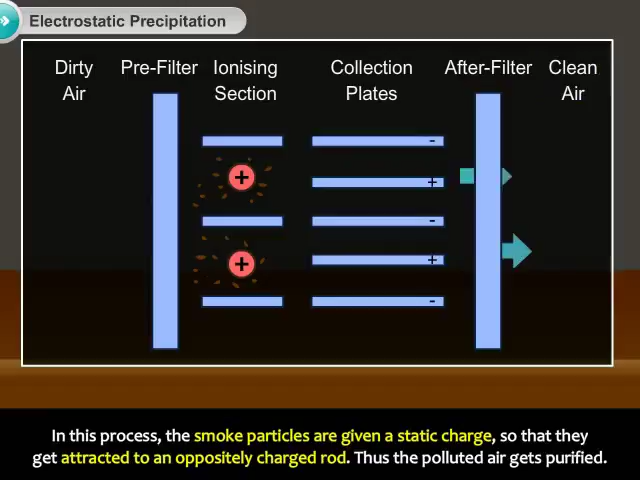 Electrostatic Precipitation
Dirty Air
Pre-Filter
Ionising Section
Collection Plates
After-Filter
Clean Air
-
+
+
-
+
+
-
In this process, the smoke particles are given a static charge, so that they
get attracted to an oppositely charged rod. Thus the polluted air gets purified.